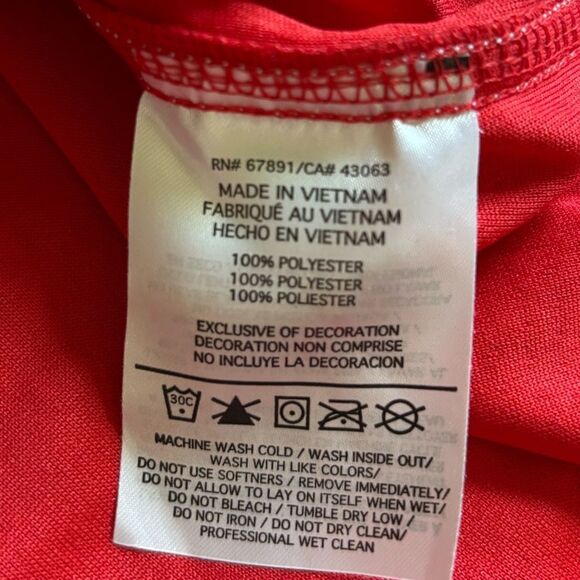 RN# 67891/CA# 43063
MADE IN VIETNAM
FABRIQUÉ AU VIETNAM
HECHO EN VIETNAM
100% POLYESTER
100% POLYESTER
100% POLIESTER
EXCLUSIVE OF DECORATION
DECORATION NON COMPRISE
NO INCLUYE LA DECORACION
30C
MACHINE WASH COLD / WASH INSIDE OUT/
WASH WITH LIKE COLORS/
DO NOT USE SOFTNERS / REMOVE IMMEDIATELY/
DO NOT ALLOW TO LAY ON ITSELF WHEN WET/
DO NOT BLEACH / TUMBLE DRY LOW /
DO NOT IRON / DO NOT DRY CLEAN/
PROFESSIONAL WET CLEAN